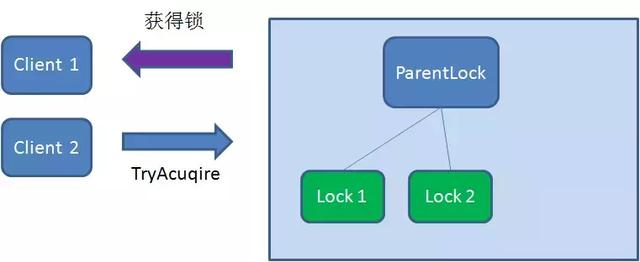 获得锁
Client 1
ParentLock
Client 2
TryAcuqire
Lock 1
Lock 2